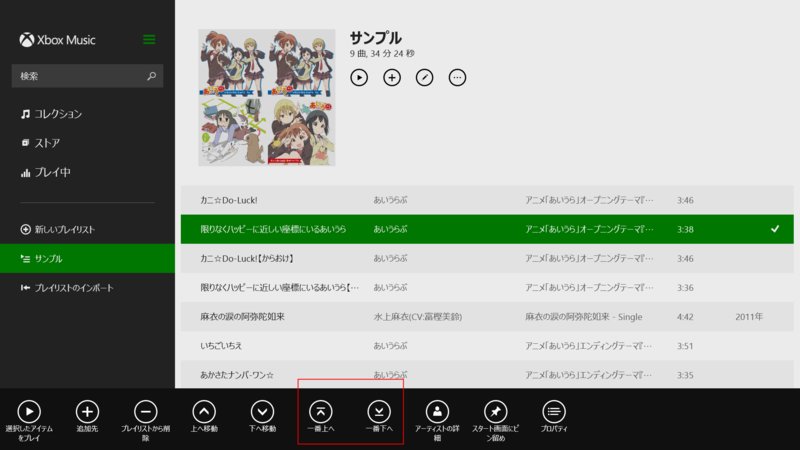 Xbox Music
検索
コレクション
ストア
プレイ中
新しいプレイリスト
サンプル
プレイリストのインポート
サンプル
9 曲, 34 分 24 秒
カニ☆Do-Luck! あいうらぶ アニメ「あいうら」オープニングテーマ『… 3:46
限りなくハッピーに近しい座標にいるあいうら あいうらぶ アニメ「あいうら」オープニングテーマ『… 3:38
カニ☆Do-Luck!【からおけ】 あいうらぶ アニメ「あいうら」オープニングテーマ『… 3:46
限りなくハッピーに近しい座標にいるあいうら【… あいうらぶ アニメ「あいうら」オープニングテーマ『… 3:36
麻衣の涙の阿弥陀如来 水上麻衣(CV:富樫美鈴) 麻衣の涙の阿弥陀如来 - Single 4:42 2011年
いちごいちえ あいうらぶ アニメ「あいうら」エンディングテーマ『… 3:51
あかさたナンバーワン☆ あいうらぶ アニメ「あいうら」エンディングテーマ『… 3:35
選択したアイテム
をプレイ
追加先
プレイリストから削
除
上へ移動
下へ移動
一番上へ
一番下へ
アーティストの詳
細
スタート画面にピ
ン留め
プロパティ